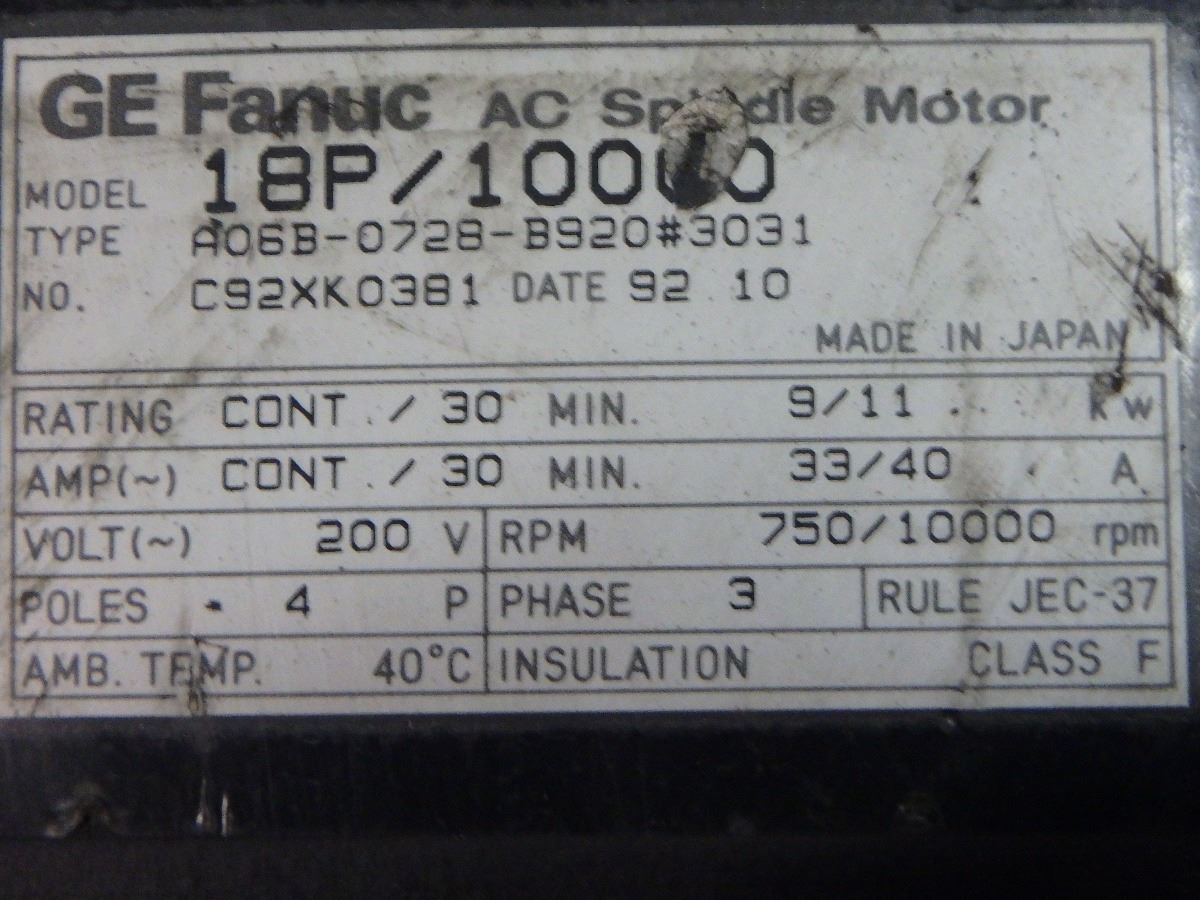 GE Fanuc AC Spindle Motor
MODEL 18P/10000
TYPE A06B-0728-B920#3031
NO. C92XK0381 DATE 92.10
MADE IN JAPAN
RATING CONT./30 MIN. 9/11 kW
AMP(~) CONT./30 MIN. 33/40 A
VOLT(~) 200 V RPM 750/10000 rpm
POLES 4 P PHASE 3 RULE JEC-37
AMB. TEMP. 40°C INSULATION CLASS F